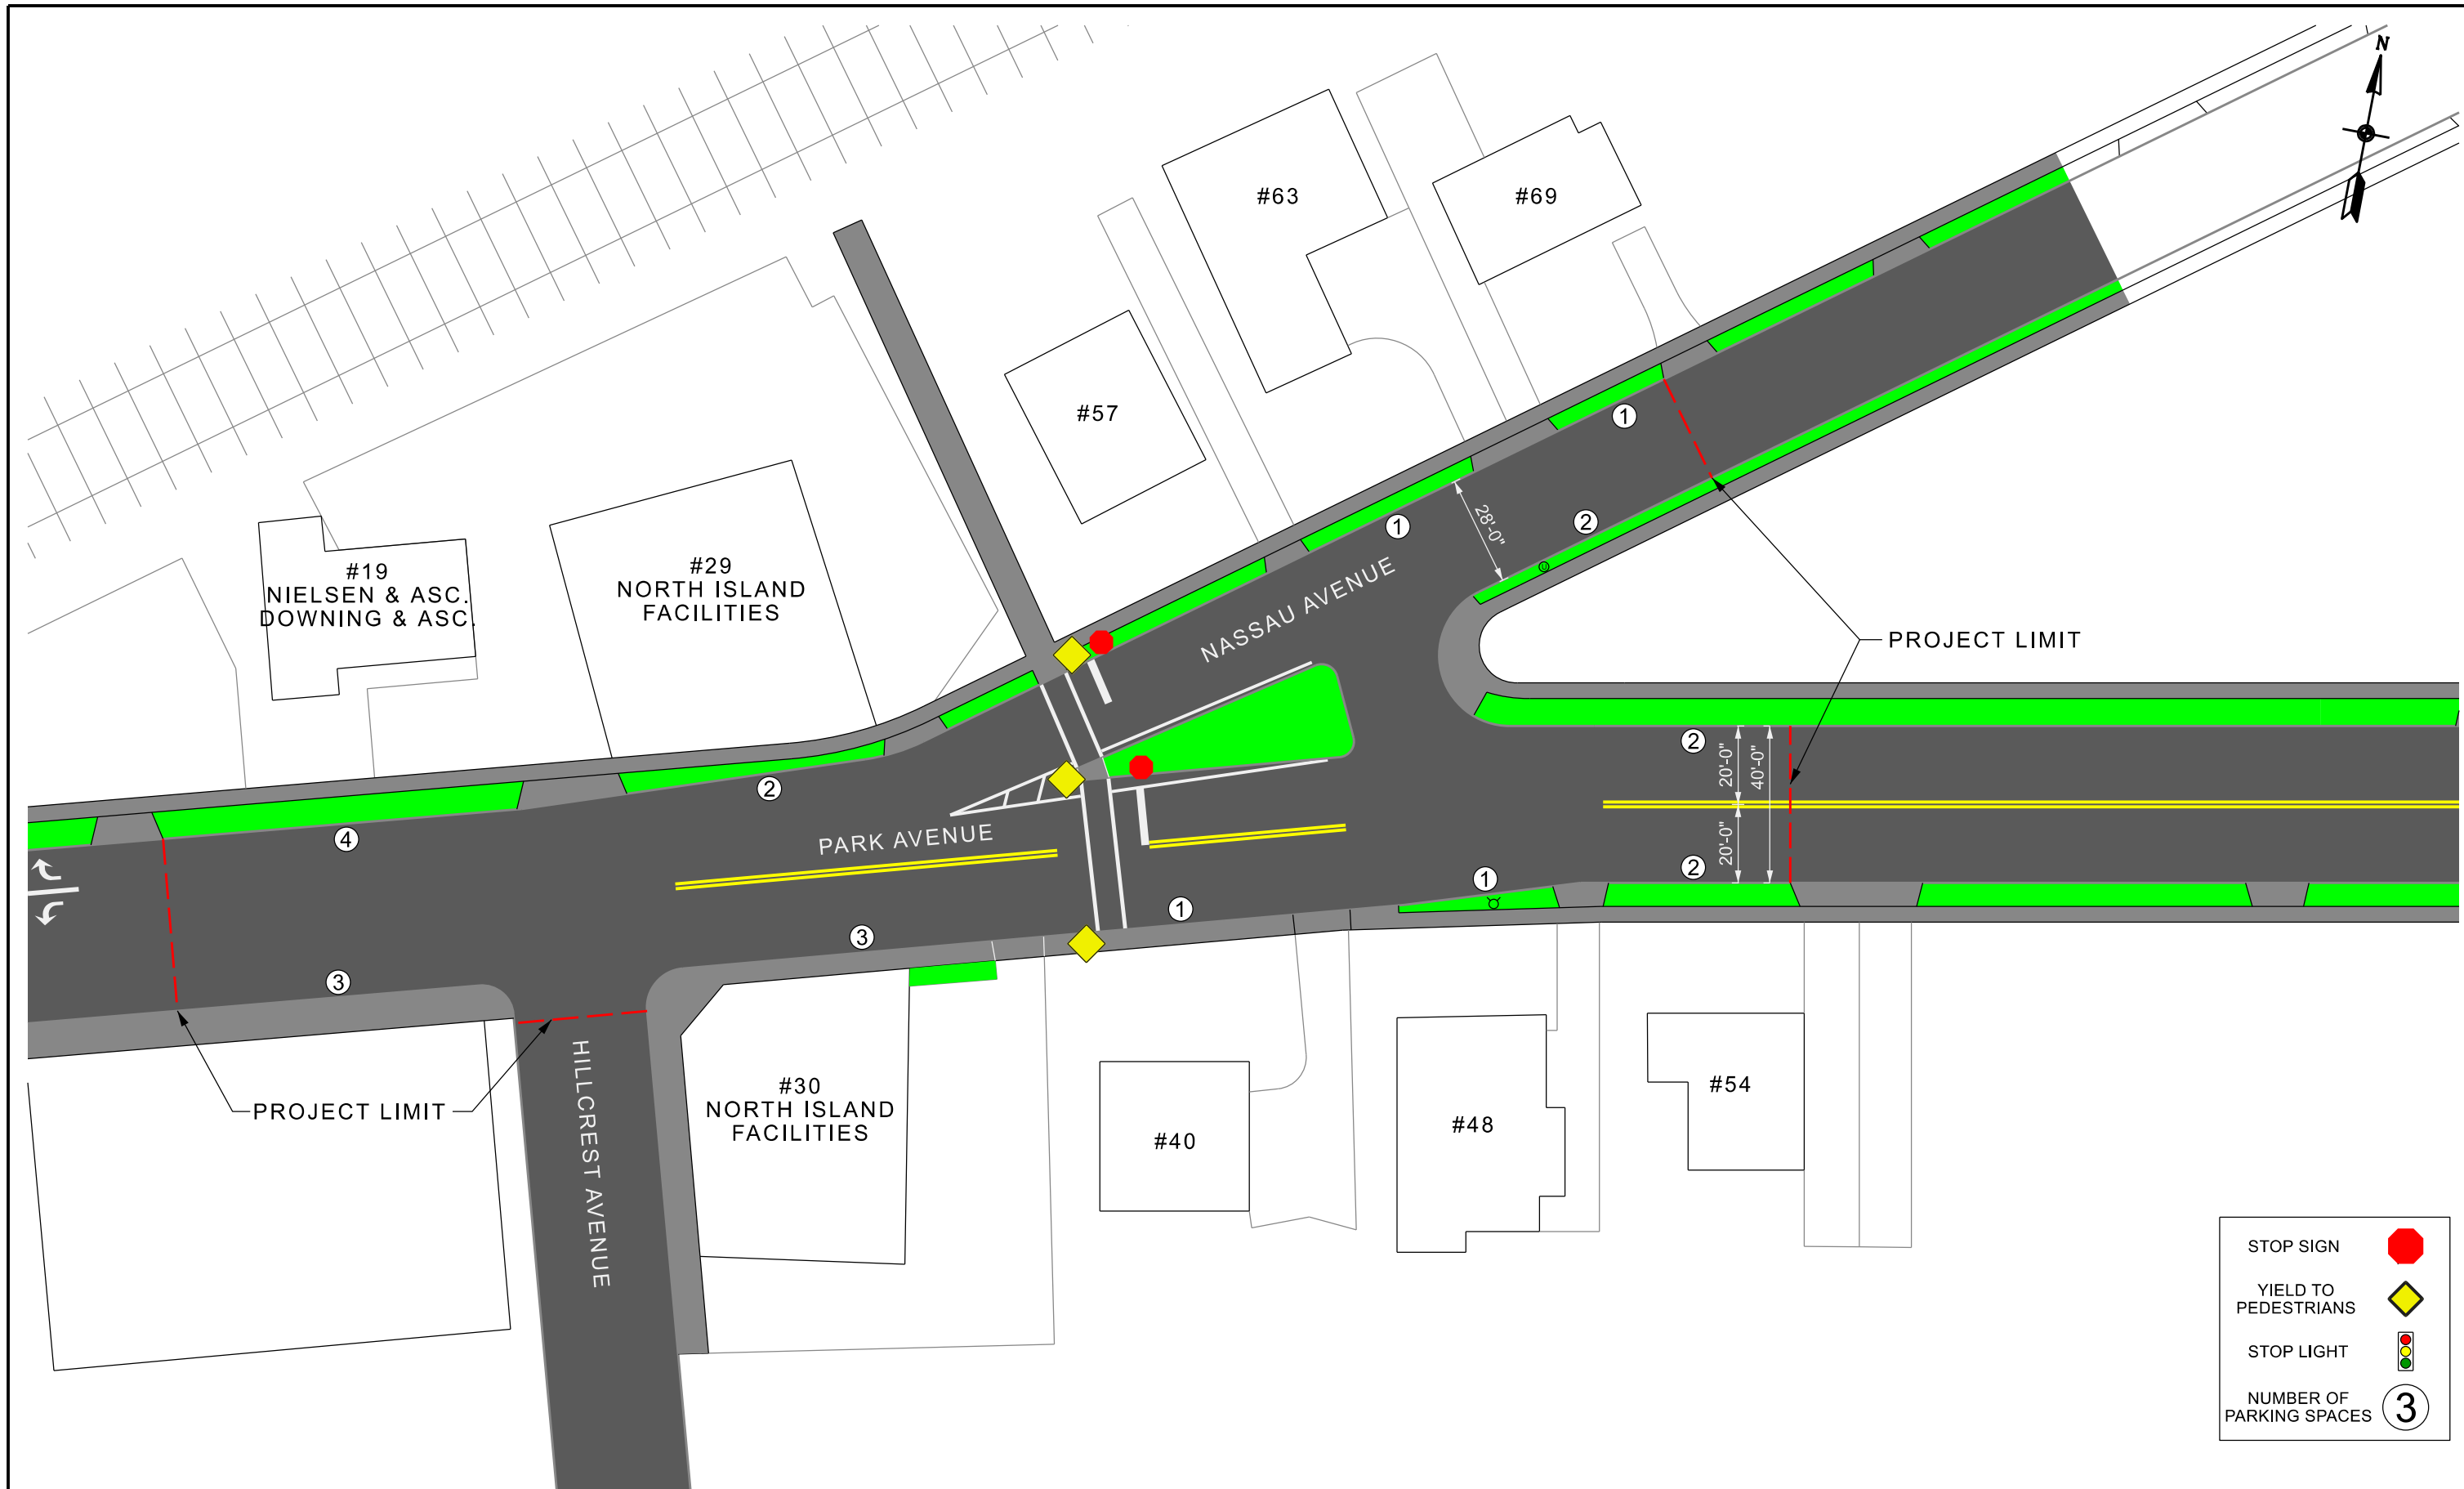 N
#63
#69
#57
#19
NIELSEN & ASC.
DOWNING & ASC.
#29
NORTH ISLAND
FACILITIES
1
1
2
28'-0"
NASSAU AVENUE
PROJECT LIMIT
2
4
PARK AVENUE
2
20'-0"
40'-0"
20'-0"
2
1
1
3
3
PROJECT LIMIT
HILLCREST AVENUE
#30
NORTH ISLAND
FACILITIES
#40
#48
#54
STOP SIGN
YIELD TO
PEDESTRIANS
STOP LIGHT
NUMBER OF
PARKING SPACES
3